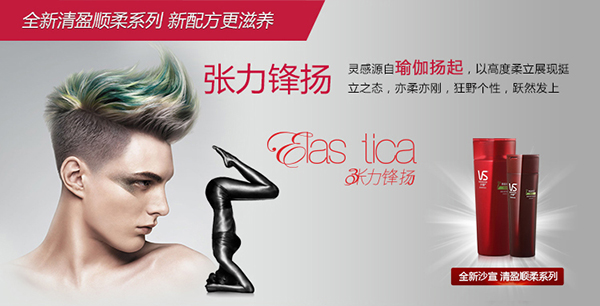 全新清盈顺柔系列 新配方更滋养
张力锋扬
灵感源自瑜伽扬起，以高度柔立展现挺
立之态，亦柔亦刚，狂野个性，跃然发上
Elastica
张力锋扬
VS
全新沙宣 清盈顺柔系列